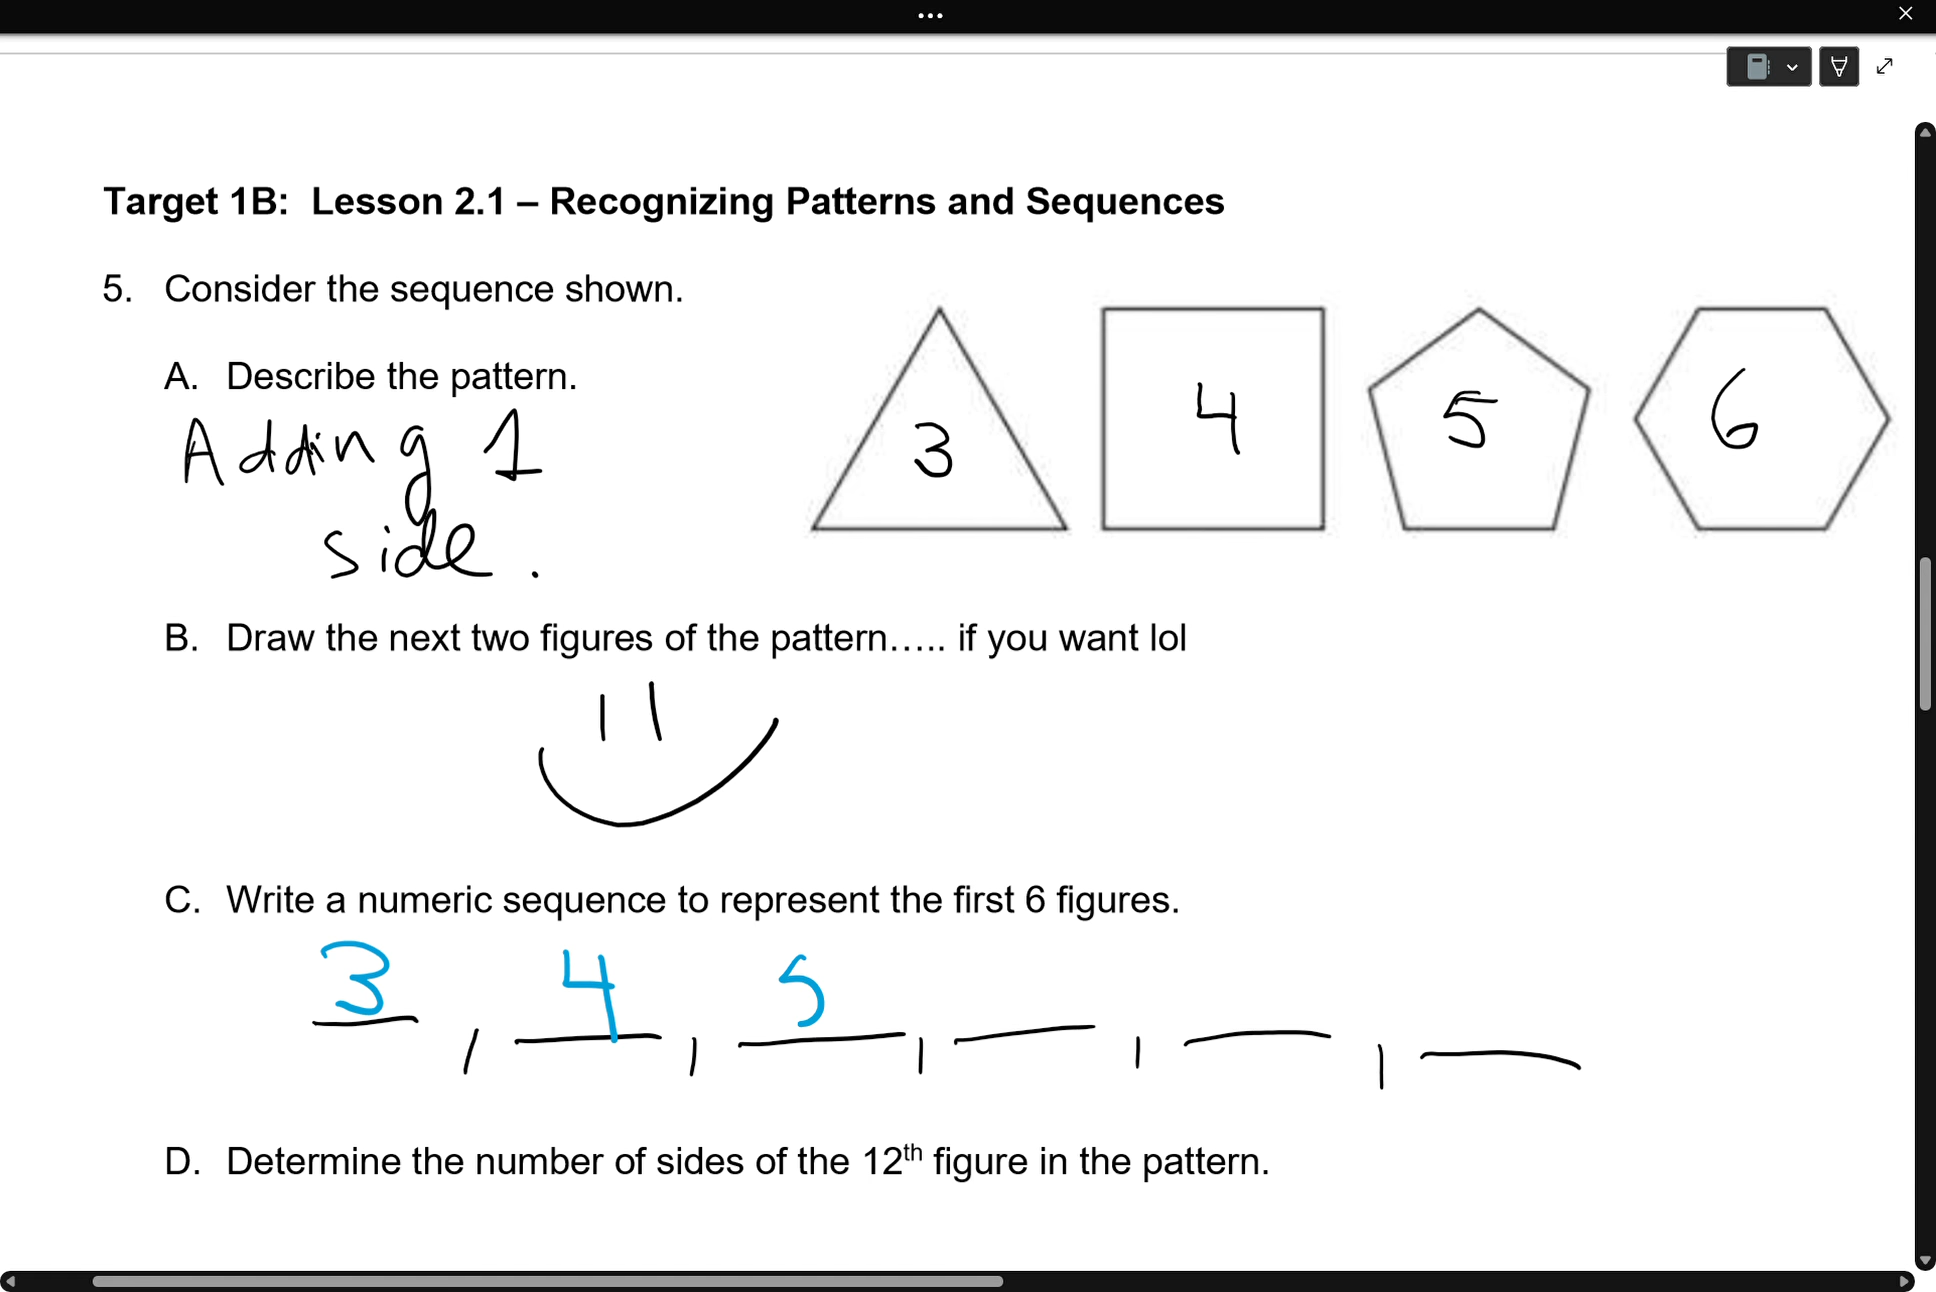 Target 1B: Lesson 2.1 – Recognizing Patterns and Sequences
5. Consider the sequence shown.
A. Describe the pattern.
Adding 1
side.
3 4 5 6
B. Draw the next two figures of the pattern….. if you want lol
C. Write a numeric sequence to represent the first 6 figures.
3 , 4 , 5 , , ,
D. Determine the number of sides of the 12th figure in the pattern.